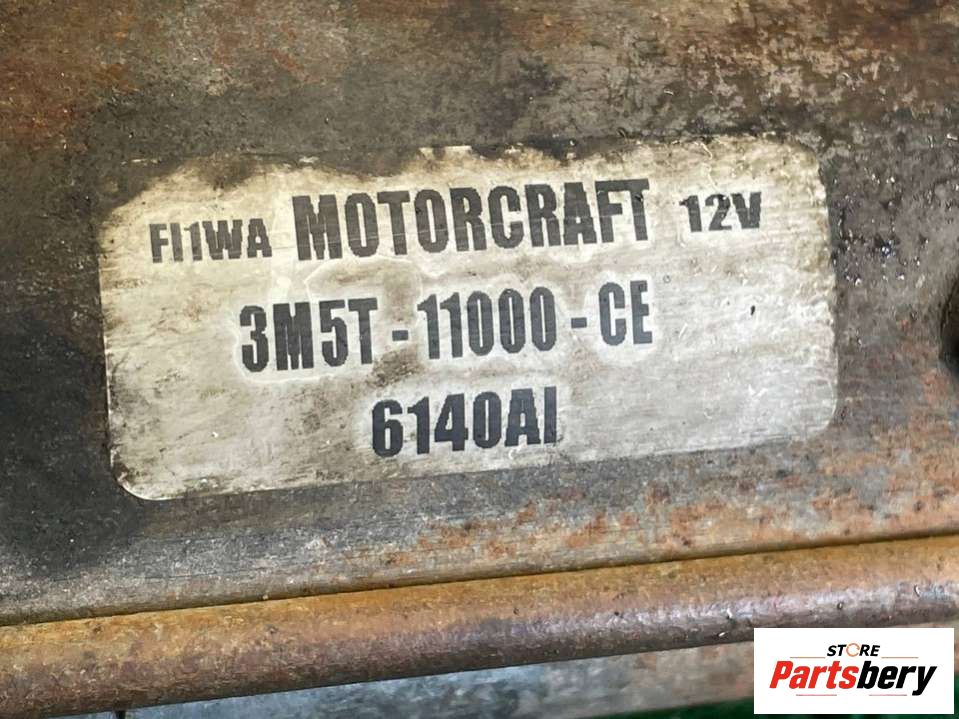 FI1WA MOTORCRAFT 12V
3M5T-11000-CE
6140AI
STORE
Partsbery